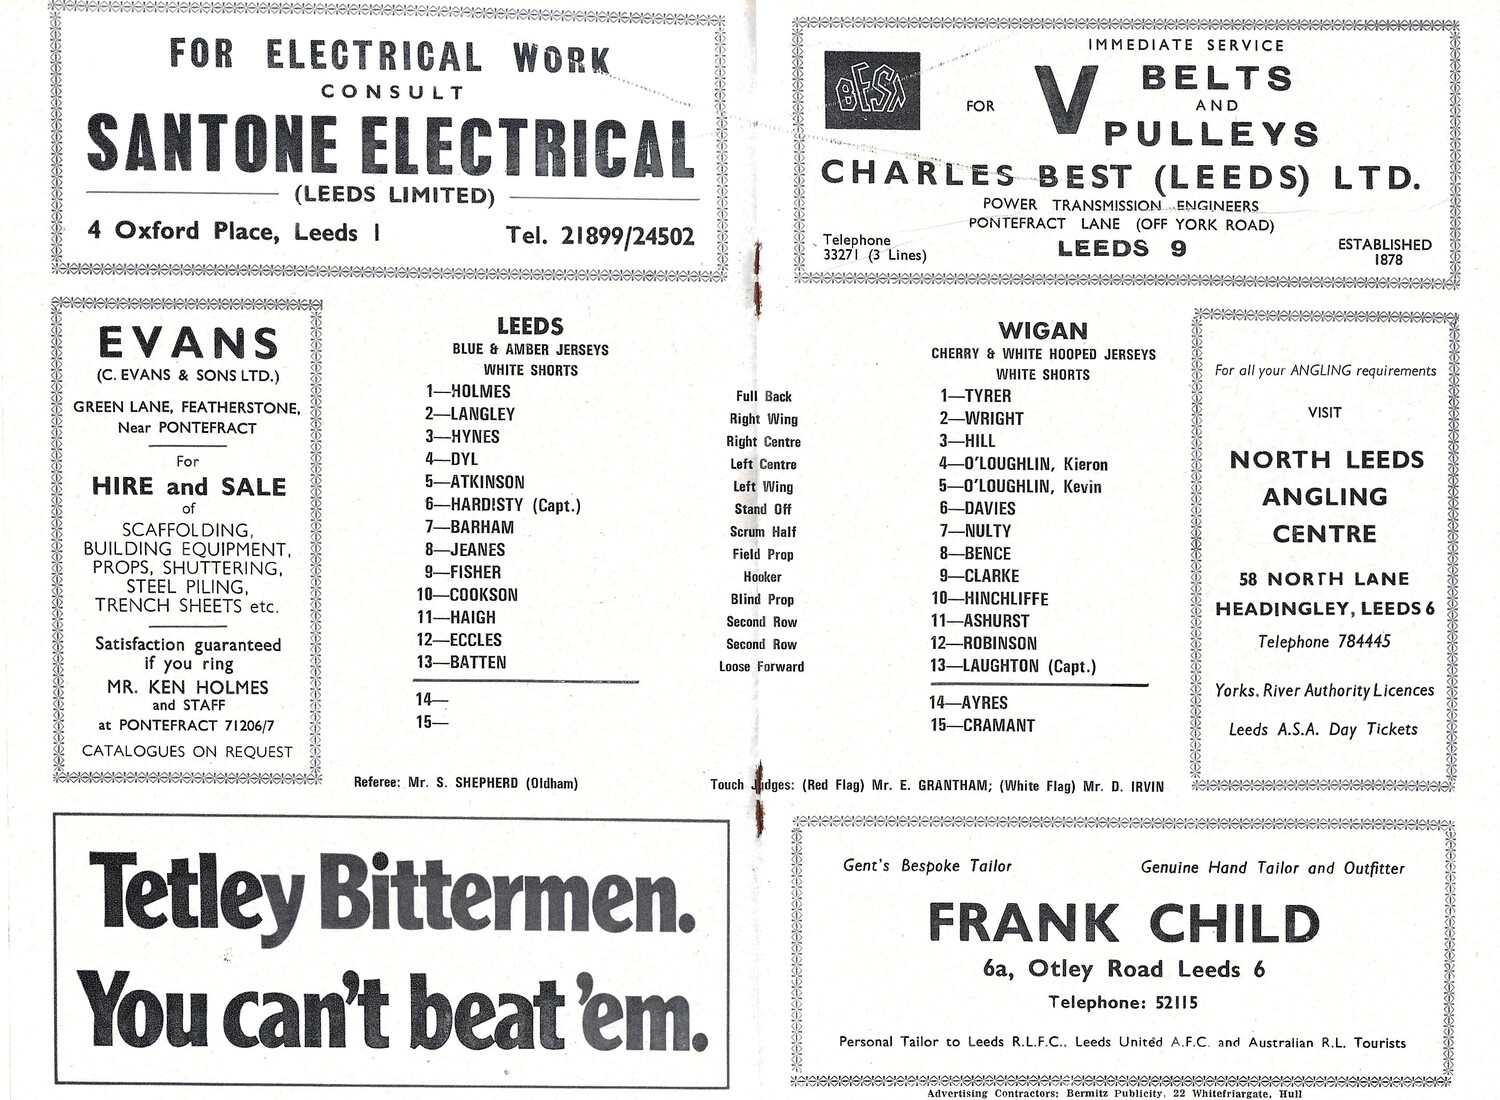 FOR ELECTRICAL WORK
CONSULT
SANTONE ELECTRICAL
(LEEDS LIMITED)
4 Oxford Place, Leeds 1
Tel. 21899/24502
IMMEDIATE SERVICE
FOR V BELTS
AND
PULLEYS
CHARLES BEST (LEEDS) LTD.
POWER TRANSMISSION ENGINEERS
PONTEFRACT LANE (OFF YORK ROAD)
Telephone
33271 (3 Lines)
LEEDS 9
ESTABLISHED
1878
EVANS
(C. EVANS & SONS LTD.)
GREEN LANE, FEATHERSTONE,
Near PONTEFRACT
For
HIRE and SALE
of
SCAFFOLDING,
BUILDING EQUIPMENT,
PROPS, SHUTTERING,
STEEL PILING,
TRENCH SHEETS etc.
Satisfaction guaranteed
if you ring
MR. KEN HOLMES
and STAFF
at PONTEFRACT 71206/7
CATALOGUES ON REQUEST
LEEDS
BLUE & AMBER JERSEYS
WHITE SHORTS
1—HOLMES
2—LANGLEY
3—HYNES
4—DYL
5—ATKINSON
6—HARDISTY (Capt.)
7—BARHAM
8—JEANES
9—FISHER
10—COOKSON
11—HAIGH
12—ECCLES
13—BATTEN
14—
15—
Full Back
Right Wing
Right Centre
Left Centre
Left Wing
Stand Off
Scrum Half
Field Prop
Hooker
Blind Prop
Second Row
Second Row
Loose Forward
WIGAN
CHERRY & WHITE HOOPED JERSEYS
WHITE SHORTS
1—TYRER
2—WRIGHT
3—HILL
4—O'LOUGHLIN, Kieron
5—O'LOUGHLIN, Kevin
6—DAVIES
7—NULTY
8—BENCE
9—CLARKE
10—HINCHLIFFE
11—ASHURST
12—ROBINSON
13—LAUGHTON (Capt.)
14—AYRES
15—CRAMANT
Referee: Mr. S. SHEPHERD (Oldham)
Touch Judges: (Red Flag) Mr. E. GRANTHAM; (White Flag) Mr. D. IRVIN
For all your ANGLING requirements
VISIT
NORTH LEEDS
ANGLING
CENTRE
58 NORTH LANE
HEADINGLEY, LEEDS 6
Telephone 784445
Yorks. River Authority Licences
Leeds A.S.A. Day Tickets
Tetley Bittermen.
You can't beat 'em.
Gent's Bespoke Tailor
Genuine Hand Tailor and Outfitter
FRANK CHILD
6a, Otley Road Leeds 6
Telephone: 52115
Personal Tailor to Leeds R.L.F.C.. Leeds United A.F.C. and Australian R.L. Tourists
Advertising Contractors: Bermitz Publicity, 22 Whitefriargate, Hull